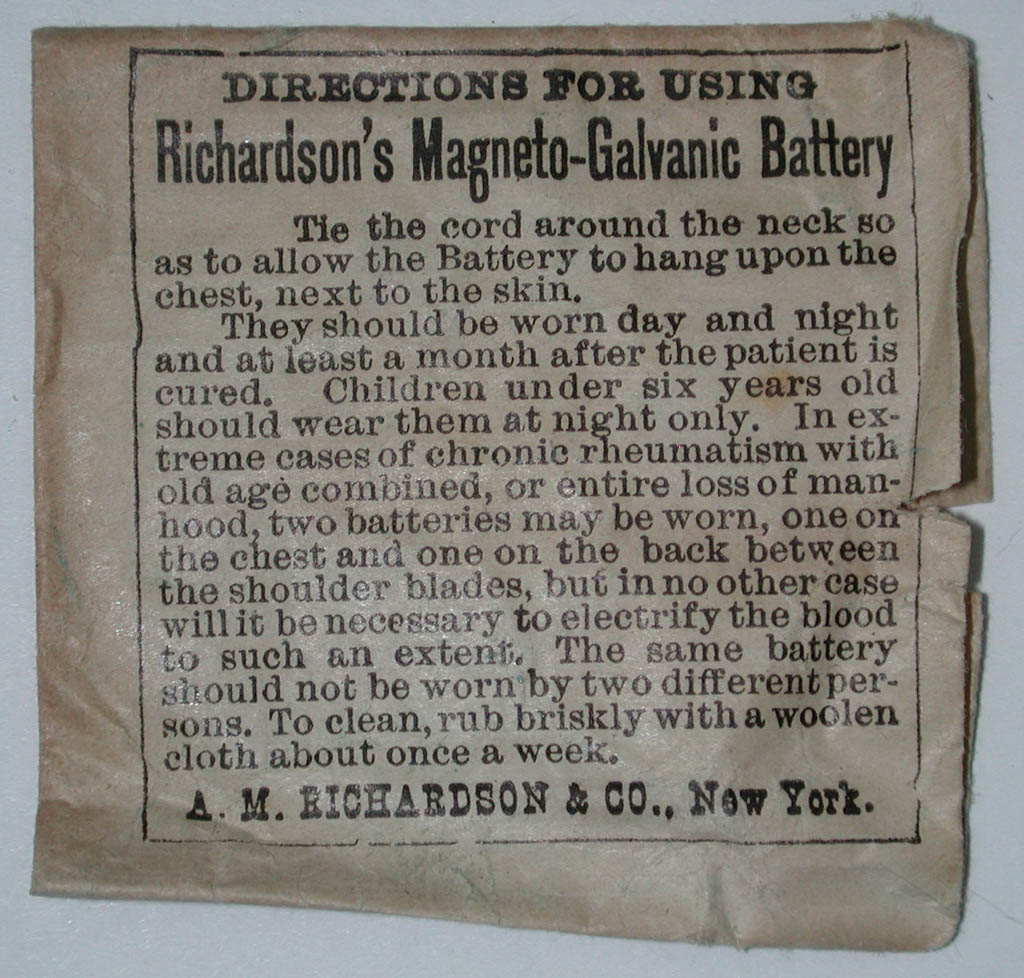 DIRECTIONS FOR USING
Richardson's Magneto-Galvanic Battery
Tie the cord around the neck so
as to allow the Battery to hang upon the
chest, next to the skin.
They should be worn day and night
and at least a month after the patient is
cured. Children under six years old
should wear them at night only. In ex-
treme cases of chronic rheumatism with
old age combined, or entire loss of man-
hood, two batteries may be worn, one on
the chest and one on the back between
the shoulder blades, but in no other case
will it be necessary to electrify the blood
to such an extent. The same battery
should not be worn by two different per-
sons. To clean, rub briskly with a woolen
cloth about once a week.
A. M. RICHARDSON & CO., New York.